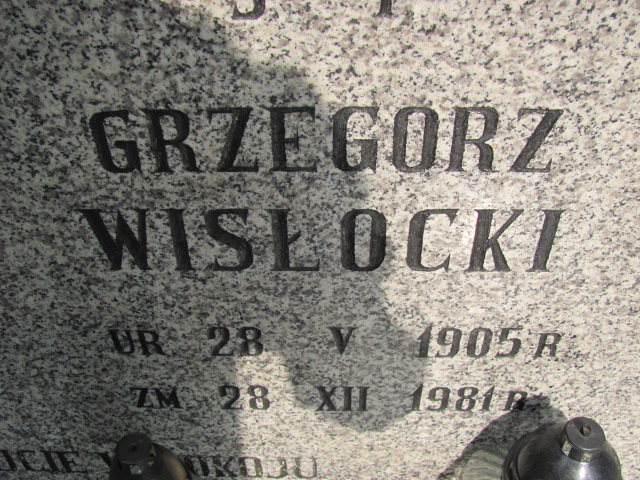 GRZEGORZ
WISŁOCKI
UR 28 V 1905 R
ZM 28 XII 1981 R